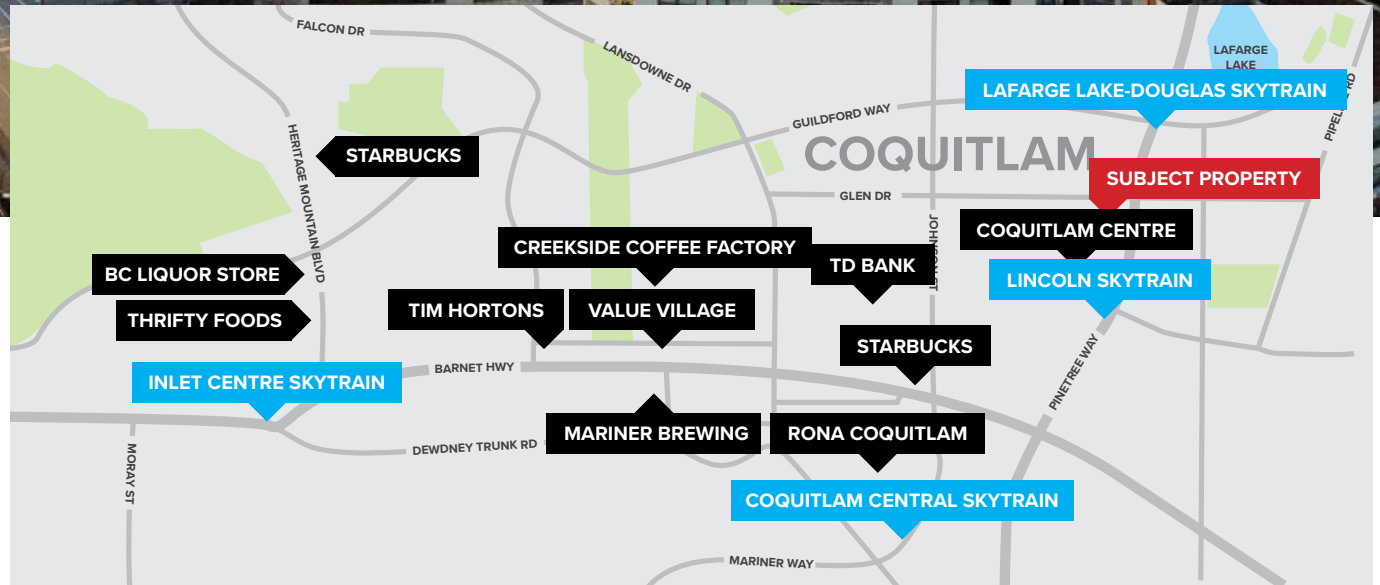 FALCON DR
LANSDOWNE DR
LAFARGE
LAKE
LAFARGE LAKE-DOUGLAS SKYTRAIN
GUILDFORD WAY
RD
HERITAGE MOUNTAIN BLVD
STARBUCKS
COQUITLAM
SUBJECT PROPERTY
GLEN DR
COQUITLAM CENTRE
CREEKSIDE COFFEE FACTORY
TD BANK
ST
BC LIQUOR STORE
LINCOLN SKYTRAIN
THRIFTY FOODS
TIM HORTONS
VALUE VILLAGE
STARBUCKS
BARNET HWY
INLET CENTRE SKYTRAIN
PINETREE WAY
MARINER BREWING
RONA COQUITLAM
DEWDNEY TRUNK RD
MORAY ST
COQUITLAM CENTRAL SKYTRAIN
MARINER WAY